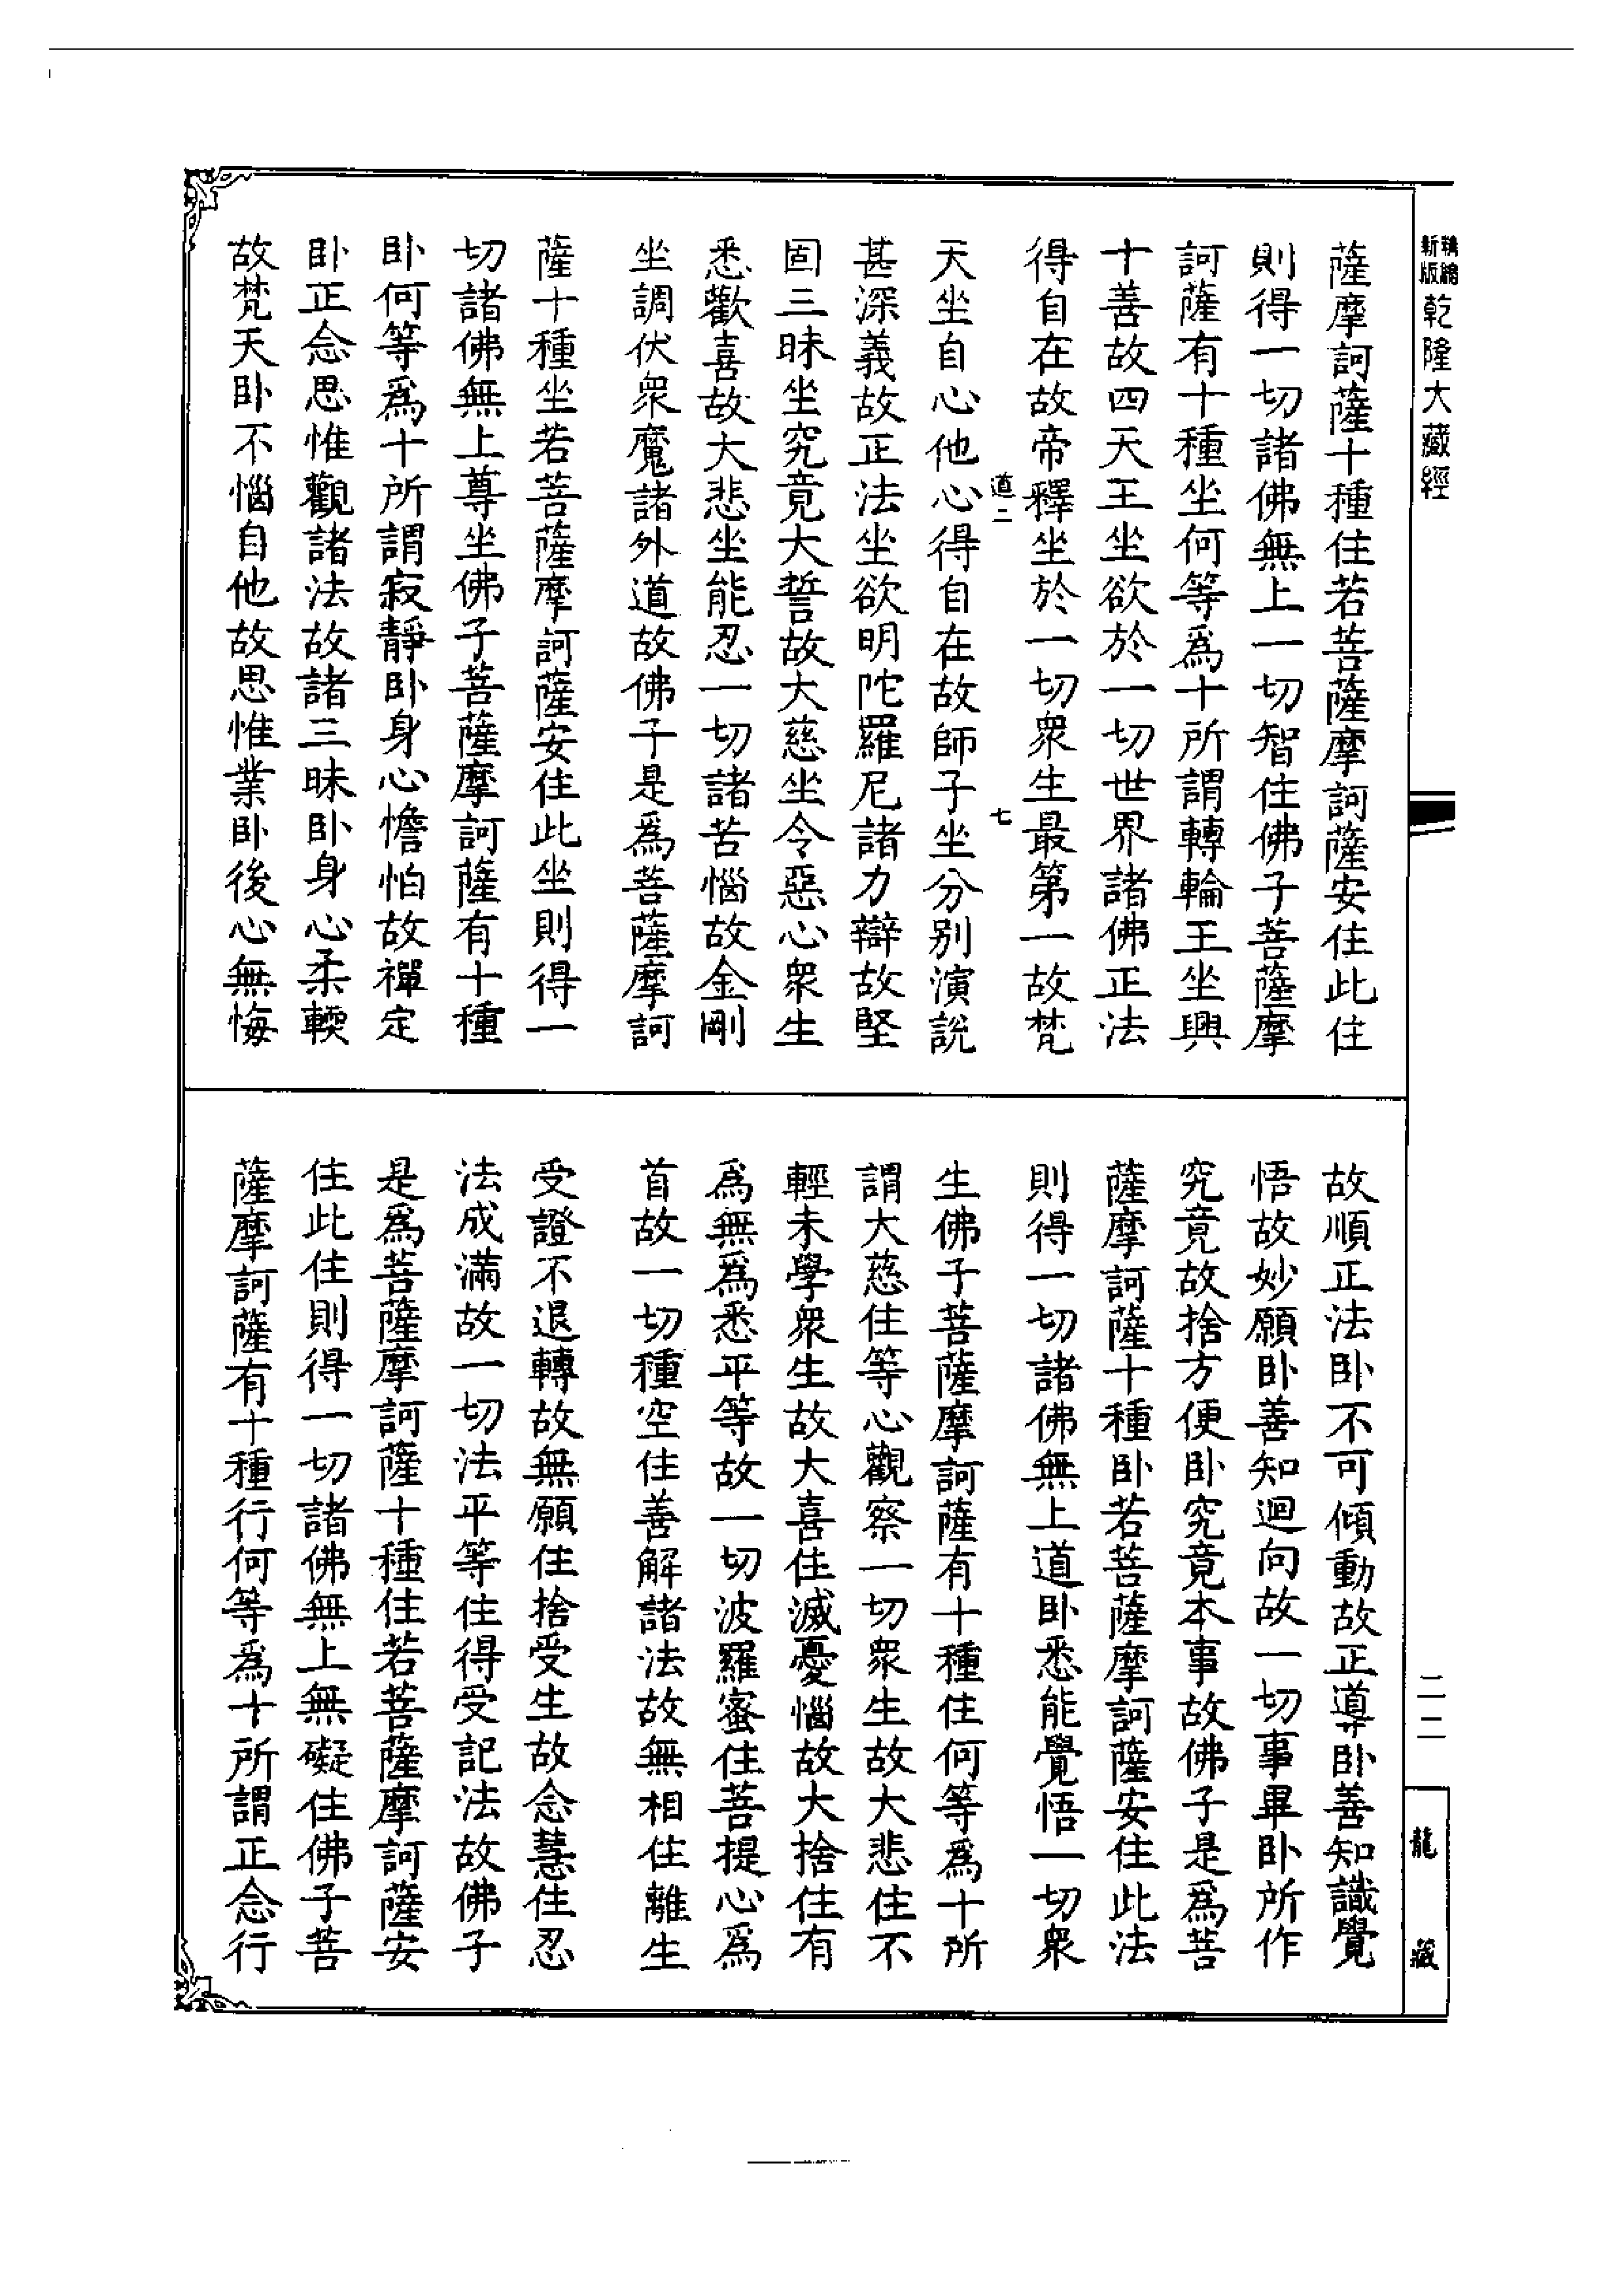 新編
新版
乾隆大藏經
薩摩訶薩十種住若菩薩摩訶薩安住此住
則得一切諸佛無上一切智住佛子菩薩摩
訶薩有十種坐何等爲十所謂轉輪王坐興
十善故四天王坐欲於一切世界諸佛正法
得自在故帝釋坐於一切衆生最第一故梵
道二
七
天坐自心他心得自在故師子坐分別演説
甚深義故正法坐欲明陀羅尼諸力辯故堅
固三昧坐究竟大誓故大慈坐令惡心衆生
悉歡喜故大悲坐能忍一切諸苦惱故金剛
坐調伏衆魔諸外道故佛子是爲菩薩摩訶
薩十種坐若菩薩摩訶薩安住此坐則得一
切諸佛無上尊坐佛子菩薩摩訶薩有十種
卧何等爲十所謂寂靜卧身心憺怕故禪定
卧正念思惟觀諸法故諸三昧卧身心柔輭
故梵天卧不惱自他故思惟業卧後心無悔
故順正法卧不可傾動故正導卧善知識覺
悟故妙願卧善知迴向故一切事畢卧所作
究竟故捨方便卧究竟本事故佛子是爲菩
薩摩訶薩十種卧若菩薩摩訶薩安住此法
則得一切諸佛無上道卧悉能覺悟一切衆
生佛子菩薩摩訶薩有十種住何等爲十所
謂大慈住等心觀察一切衆生故大悲住不
輕未學衆生故大喜住滅憂惱故大捨住有
爲無爲悉平等故一切波羅蜜住菩提心爲
首故一切種空住善解諸法故無相住離生
受證不退轉故無願住捨受生故念慧住忍
法成滿故一切法平等住得受記法故佛子
是爲菩薩摩訶薩十種住若菩薩摩訶薩安
住此住則得一切諸佛無上無礙住佛子菩
薩摩訶薩有十種行何等爲十所謂正念行
二二
龍藏